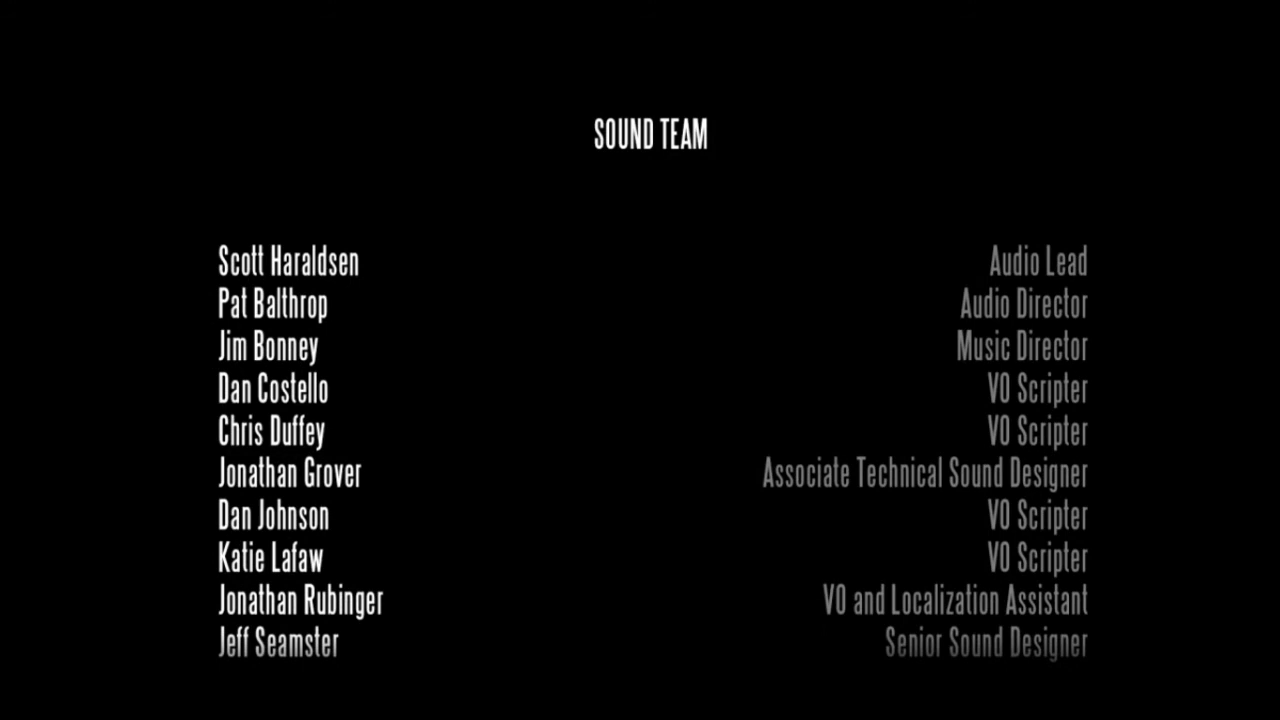 SOUND TEAM
Scott Haraldsen Audio Lead
Pat Balthrop Audio Director
Jim Bonney Music Director
Dan Costello VO Scripter
Chris Duffey VO Scripter
Jonathan Grover Associate Technical Sound Designer
Dan Johnson VO Scripter
Katie Lafaw VO Scripter
Jonathan Rubinger VO and Localization Assistant
Jeff Seamster Senior Sound Designer